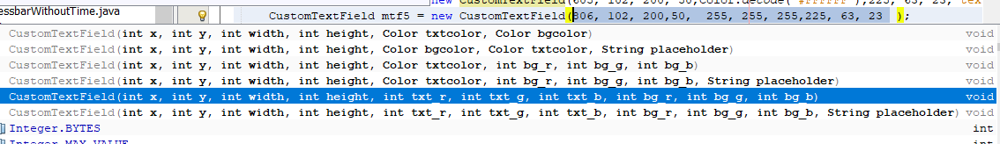 new CustomTextField(605, 102, 200, 50,Color.decode("#FFFFFF"),225, 63, 23, tex
essbarWithoutTime.java
CustomTextField mtf5 = new CustomTextField(806, 102, 200,50,  255, 255, 255,225, 63, 23 );
CustomTextField(int x, int y, int width, int height, Color txtcolor, Color bgcolor) void
CustomTextField(int x, int y, int width, int height, Color bgcolor, Color txtcolor, String placeholder) void
CustomTextField(int x, int y, int width, int height, Color txtcolor, int bg_r, int bg_g, int bg_b) void
CustomTextField(int x, int y, int width, int height, Color txtcolor, int bg_r, int bg_g, int bg_b, String placeholder) void
CustomTextField(int x, int y, int width, int height, int txt_r, int txt_g, int txt_b, int bg_r, int bg_g, int bg_b) void
CustomTextField(int x, int y, int width, int height, int txt_r, int txt_g, int txt_b, int bg_r, int bg_g, int bg_b, String placeholder) void
Integer.BYTES int
Integer.MAX_VALUE int